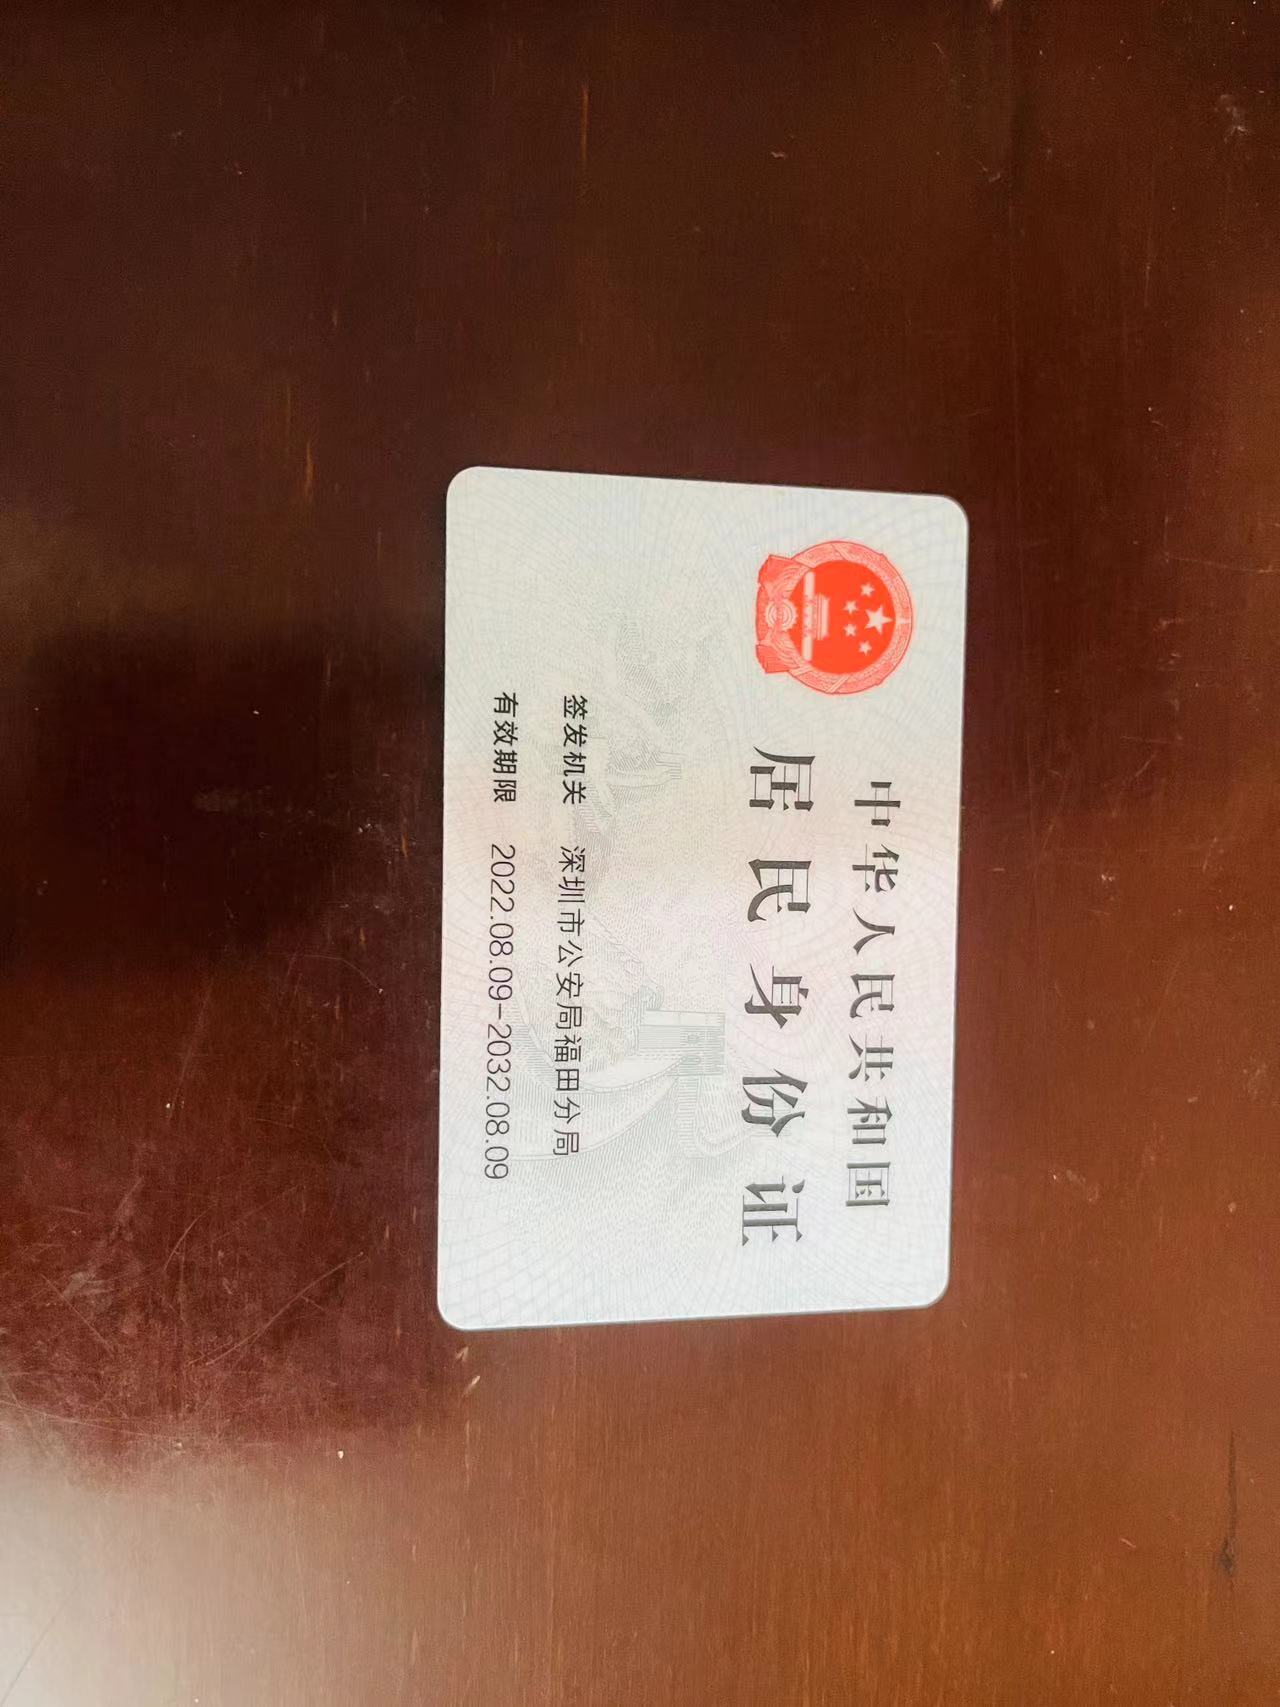 中华人民共和国
居民身份证
签发机关 深圳市公安局福田分局
有效期限 2022.08.09-2032.08.09